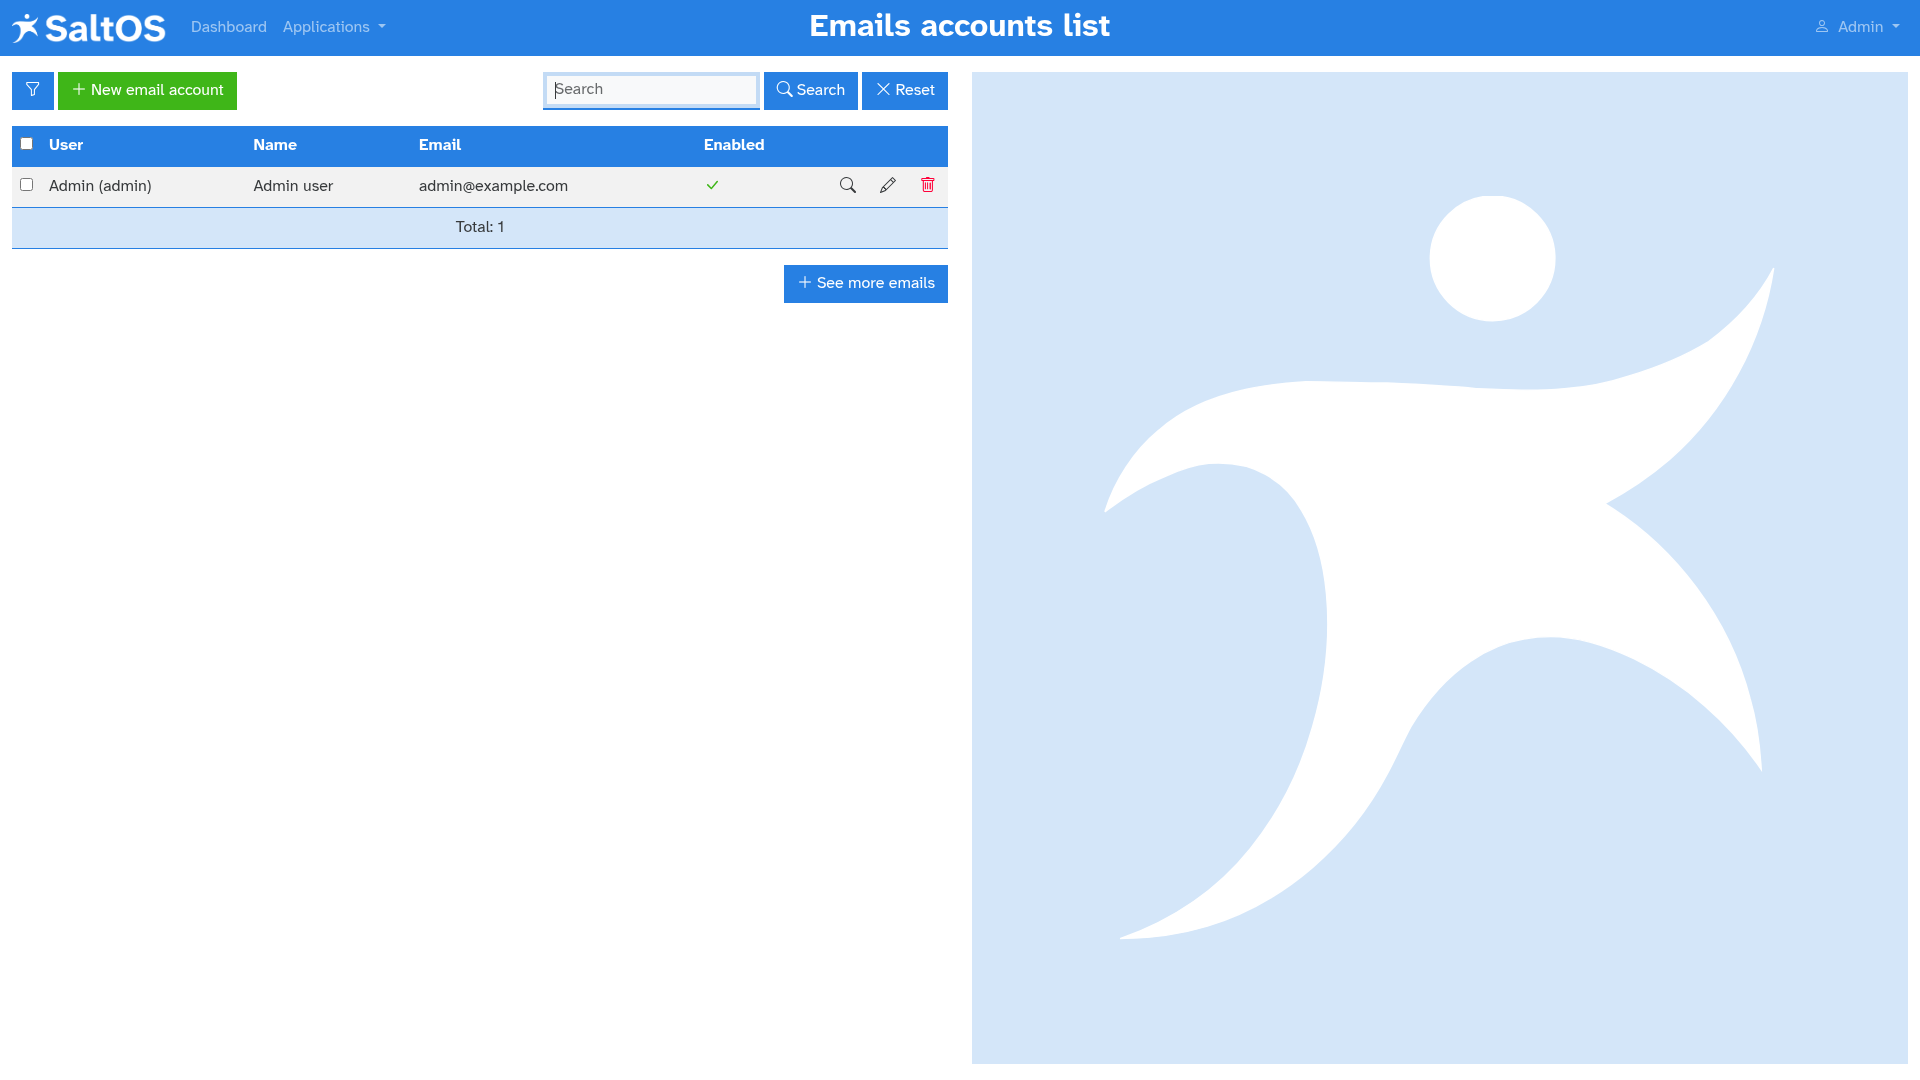 SaltOS Dashboard Applications Emails accounts list Admin
New email account Search Search Reset
User Name Email Enabled
Admin (admin) Admin user admin@example.com
Total: 1
See more emails